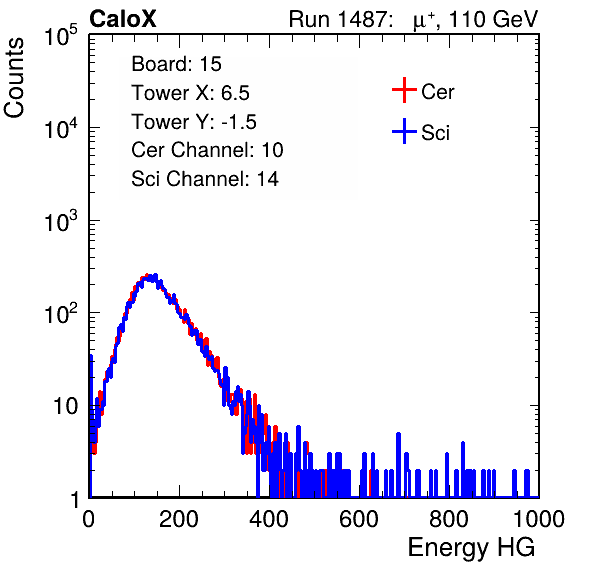 CaloX Run 1487: μ⁺, 110 GeV
Counts
10⁵
10⁴
10³
10²
10
1
Board: 15
Tower X: 6.5
Tower Y: -1.5
Cer Channel: 10
Sci Channel: 14
Cer
Sci
0 200 400 600 800 1000
Energy HG